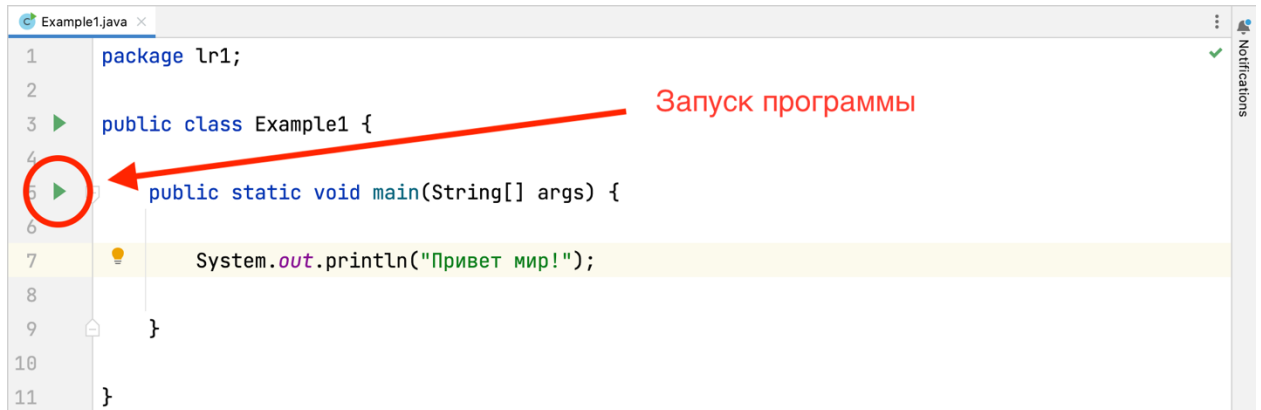 Example1.java
Notifications
1 package lr1;
2
Запуск программы
3 public class Example1 {
4
5 public static void main(String[] args) {
6
7 System.out.println("Привет мир!");
8
9 }
10
11 }